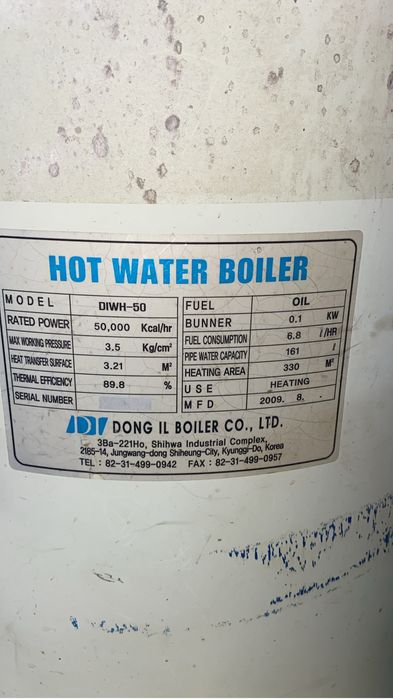 HOT WATER BOILER
MODEL DIWH-50 FUEL OIL
RATED POWER 50,000 Kcal/hr BUNNER 0.1 KW
MAX WORKING PRESSURE 3.5 Kg/cm² FUEL CONSUMPTION 6.8 l/HR
HEAT TRANSFER SURFACE 3.21 M² PIPE WATER CAPACITY 161 l
THERMAL EFFICIENCY 89.8 % HEATING AREA 330 M²
SERIAL NUMBER USE HEATING
MFD 2009. 8. .
DONG IL BOILER CO., LTD.
3Ba-221Ho, Shihwa Industrial Complex,
2185-14, Jungwang-dong Shiheung-City, Kyunggi-Do, Korea
TEL : 82-31-499-0942 FAX : 82-31-499-0957